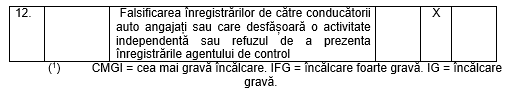 12. Falsificarea înregistrărilor de către conducătorii X
auto angajați sau care desfășoară o activitate
independentă sau refuzul de a prezenta
înregistrările agentului de control
(¹) CMGI = cea mai gravă încălcare. IFG = încălcare foarte gravă. IG = încălcare
gravă.